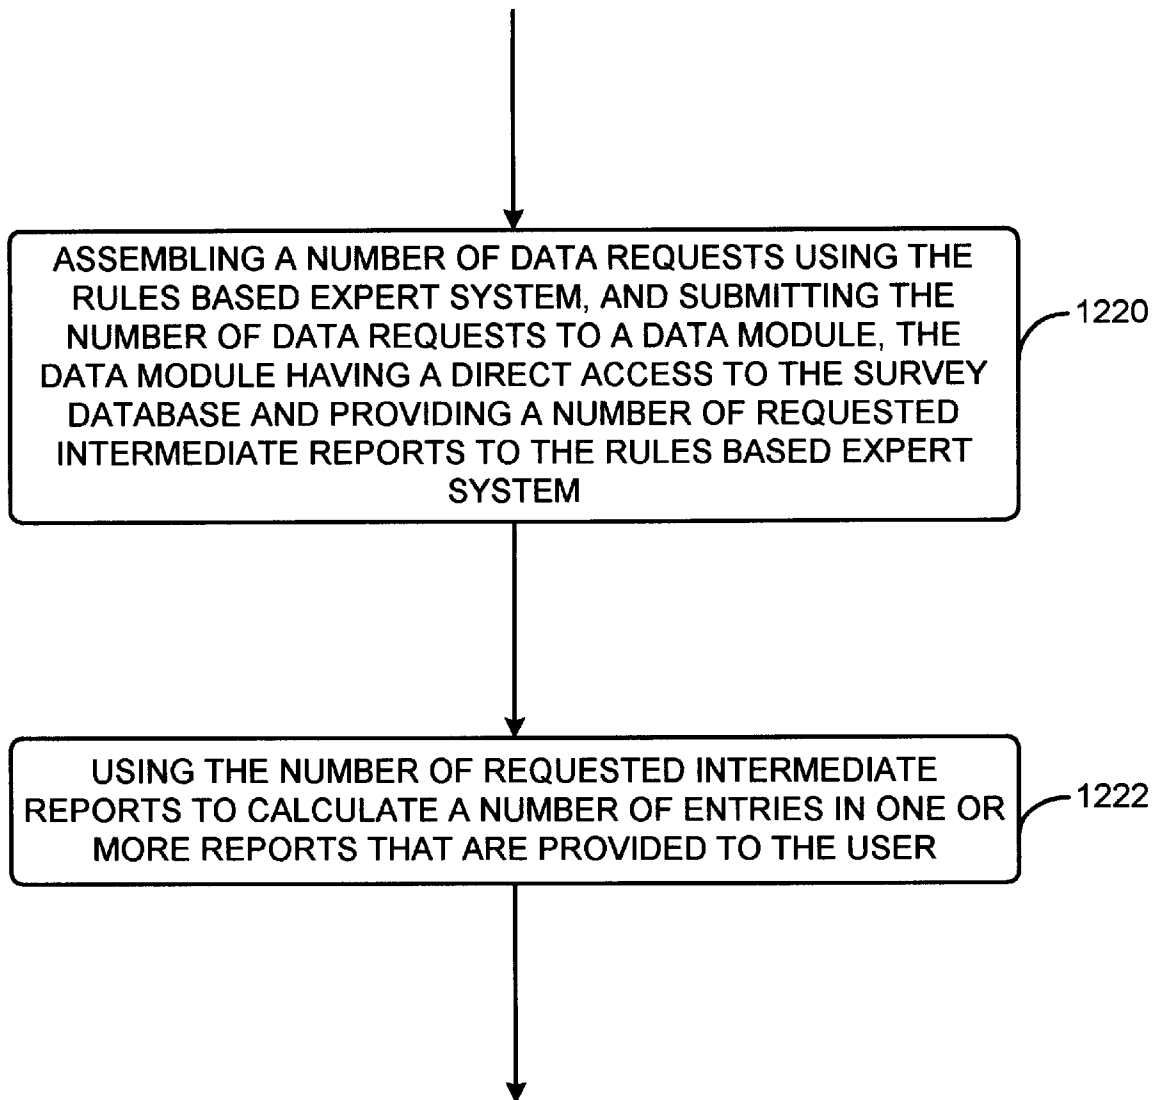 ASSEMBLING A NUMBER OF DATA REQUESTS USING THE
RULES BASED EXPERT SYSTEM, AND SUBMITTING THE
NUMBER OF DATA REQUESTS TO A DATA MODULE, THE
DATA MODULE HAVING A DIRECT ACCESS TO THE SURVEY
DATABASE AND PROVIDING A NUMBER OF REQUESTED
INTERMEDIATE REPORTS TO THE RULES BASED EXPERT
SYSTEM
1220
USING THE NUMBER OF REQUESTED INTERMEDIATE
REPORTS TO CALCULATE A NUMBER OF ENTRIES IN ONE OR
MORE REPORTS THAT ARE PROVIDED TO THE USER
1222